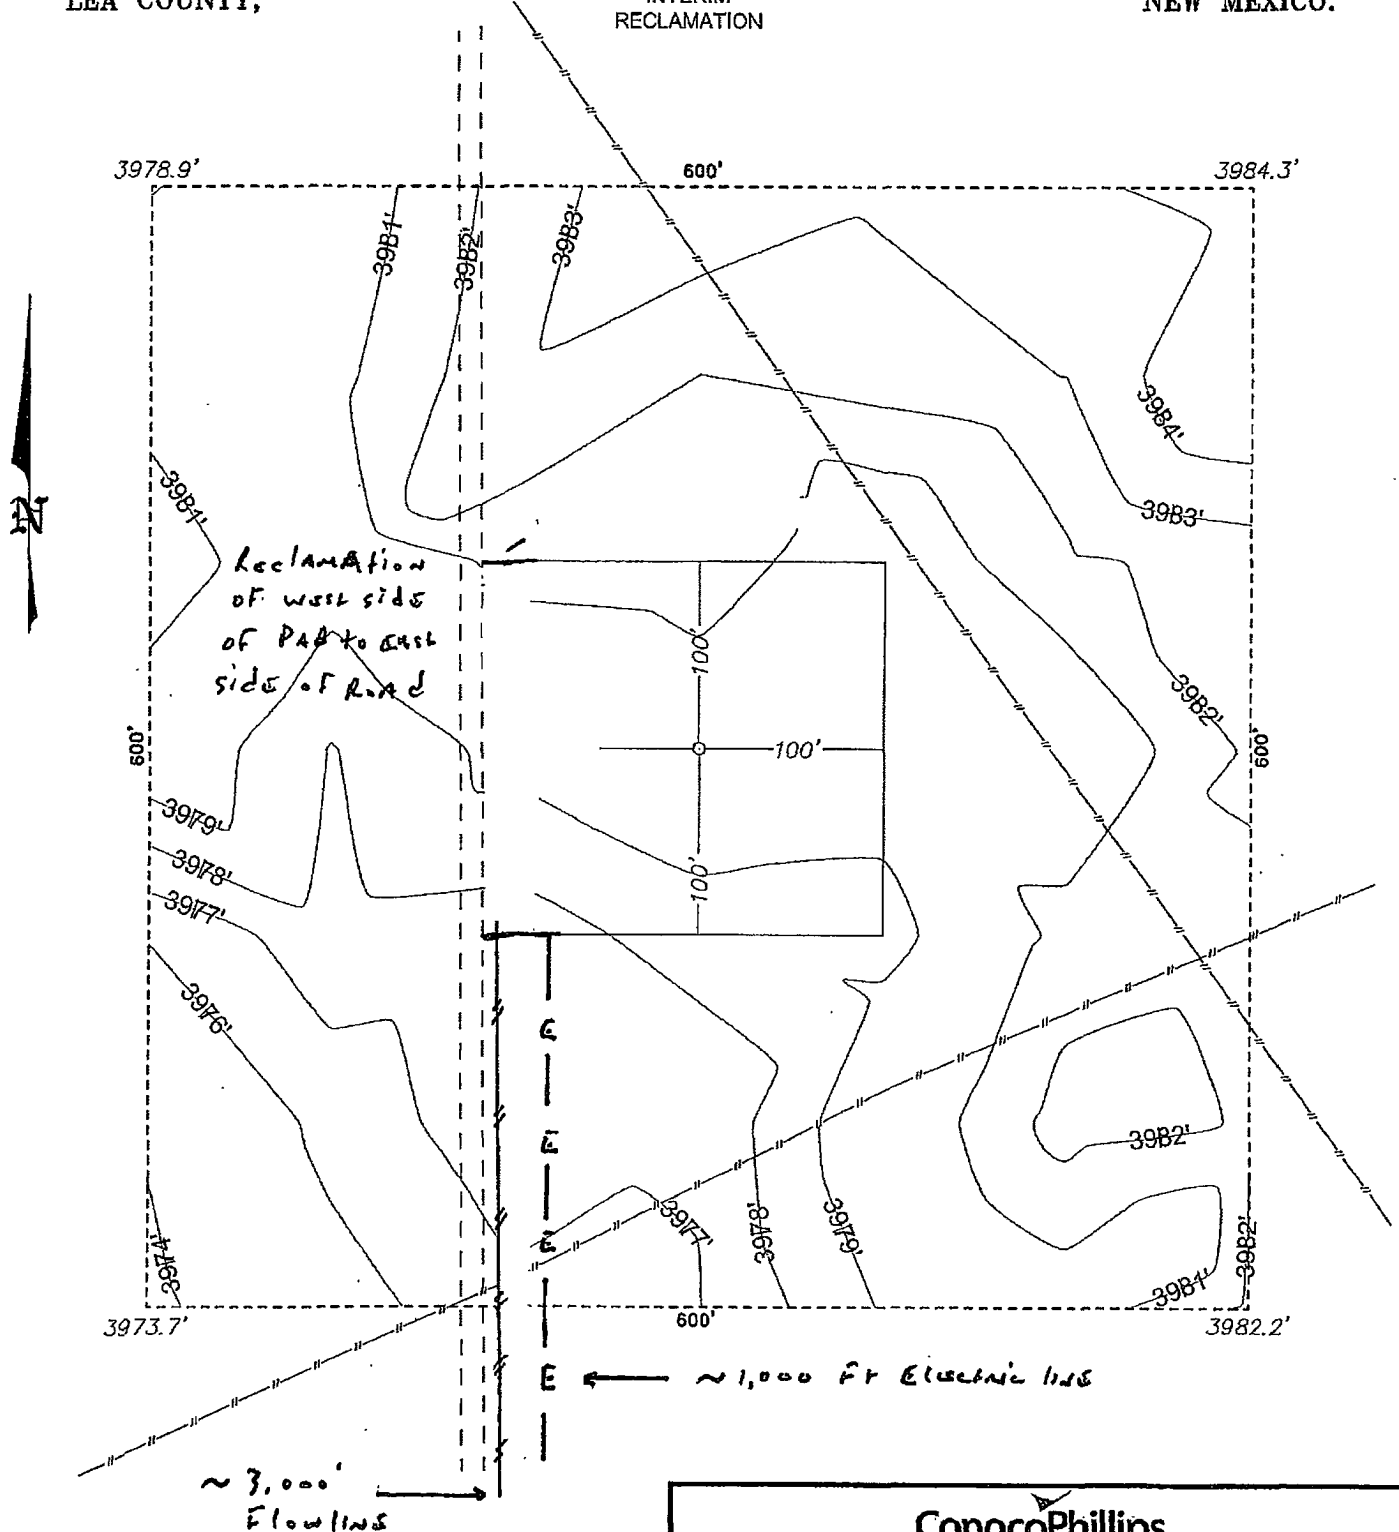 LEA COUNTY,
INTERIM
RECLAMATION
NEW MEXICO.
3978.9'
600'
3984.3'
3981'
3982'
3983'
3984'
3983'
3981'
N
Reclamation
of west side
of Pad to east
side of Road
100'
3982'
600'
100'
600'
3979'
3978'
100'
3977'
3976'
E
E
3982'
E
3977'
3978'
3979'
3974'
3982'
3981'
3973.7'
600'
3982.2'
E
~1,000 Ft Electric line
~3,000'
Flowline
ConocoPhillips